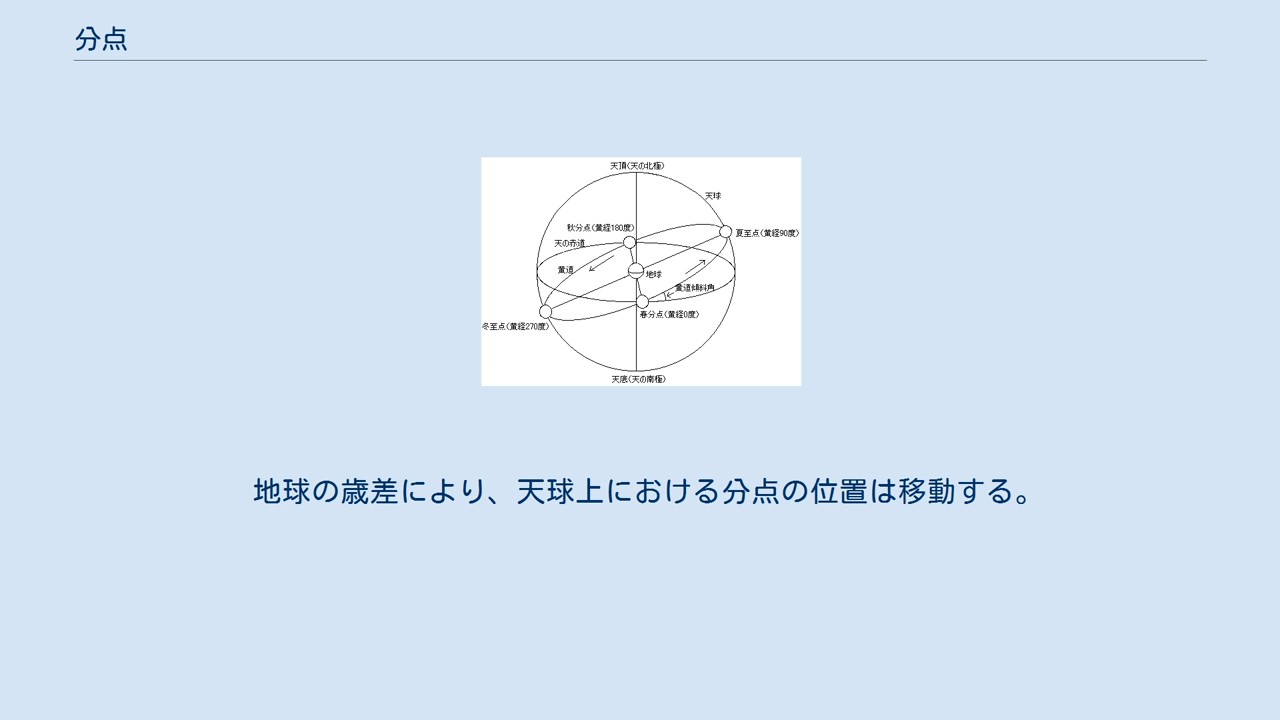 分点
天頂(天の北極)
天球
秋分点(黄経180度)
夏至点(黄経90度)
天の赤道
黄道
地球
黄道傾斜角
春分点(黄経0度)
冬至点(黄経270度)
天底(天の南極)
地球の歳差により、天球上における分点の位置は移動する。